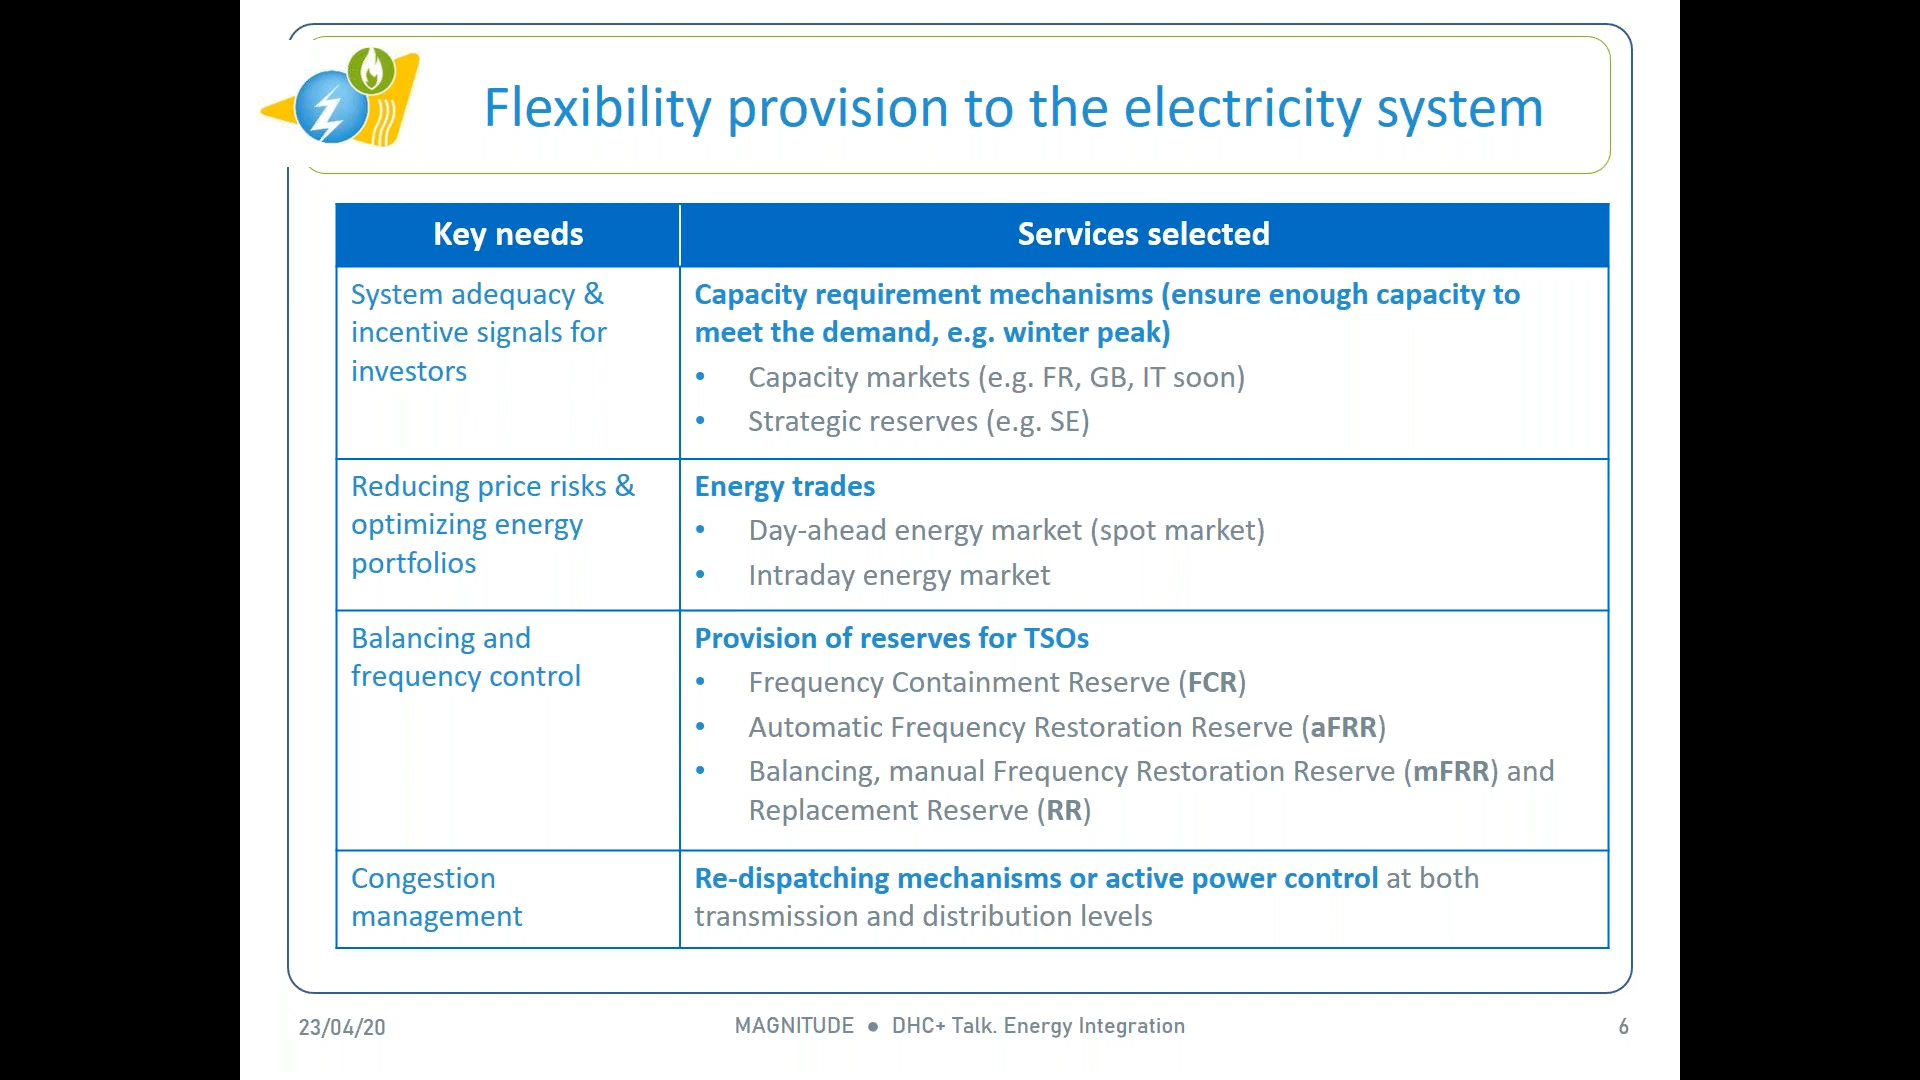 Flexibility provision to the electricity system
Key needs
Services selected
System adequacy &
incentive signals for
investors
Capacity requirement mechanisms (ensure enough capacity to
meet the demand, e.g. winter peak)
• Capacity markets (e.g. FR, GB, IT soon)
• Strategic reserves (e.g. SE)
Reducing price risks &
optimizing energy
portfolios
Energy trades
• Day-ahead energy market (spot market)
• Intraday energy market
Balancing and
frequency control
Provision of reserves for TSOs
• Frequency Containment Reserve (FCR)
• Automatic Frequency Restoration Reserve (aFRR)
• Balancing, manual Frequency Restoration Reserve (mFRR) and
Replacement Reserve (RR)
Congestion
management
Re-dispatching mechanisms or active power control at both
transmission and distribution levels
23/04/20
MAGNITUDE ● DHC+ Talk. Energy Integration
6